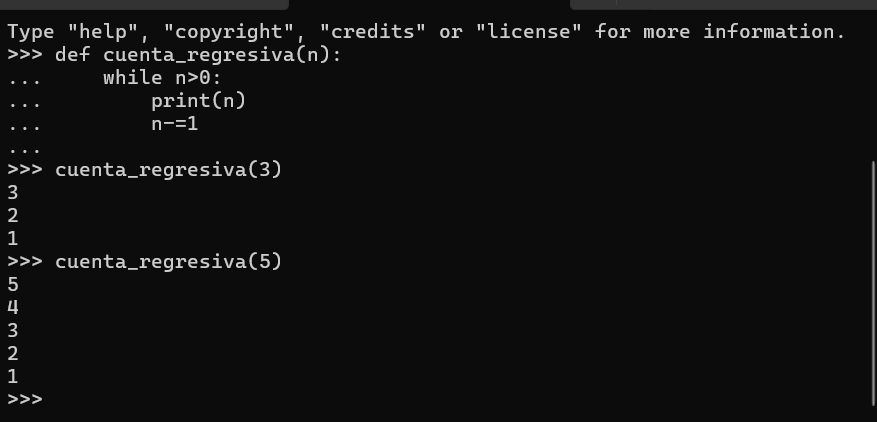 Type "help", "copyright", "credits" or "license" for more information.
>>> def cuenta_regresiva(n):
...     while n>0:
...         print(n)
...         n-=1
...
>>> cuenta_regresiva(3)
3
2
1
>>> cuenta_regresiva(5)
5
4
3
2
1
>>>